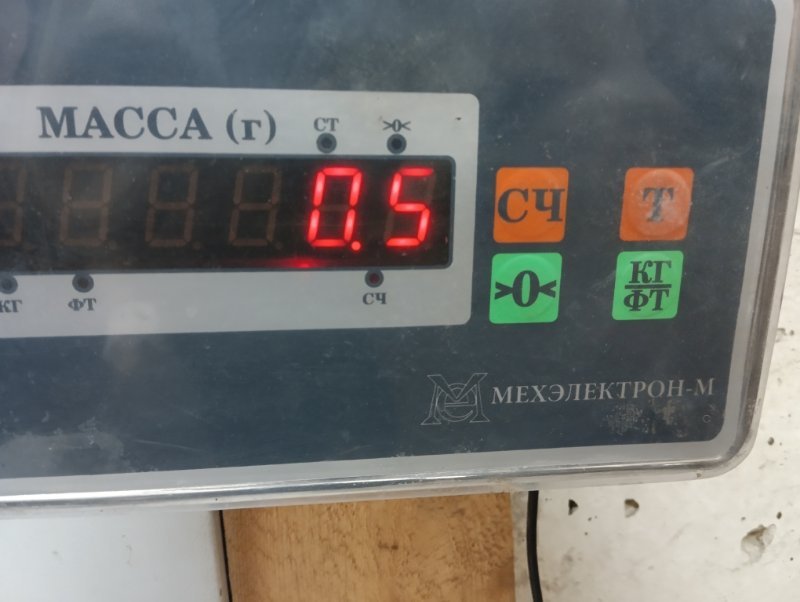 МАССА (г)
СТ >0<
0.5
КГ ФТ СЧ
СЧ Т
>0< КГ/ФТ
МЕХЭЛЕКТРОН-М